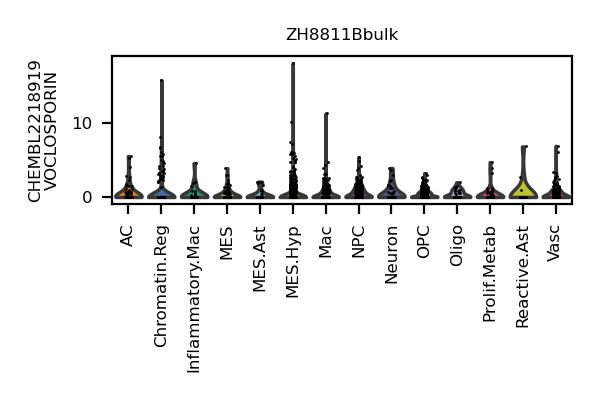 ZH8811Bbulk
CHEMBL2218919
VOCLOSPORIN
10
0
AC
Chromatin.Reg
Inflammatory.Mac
MES
MES.Ast
MES.Hyp
Mac
NPC
Neuron
OPC
Oligo
Prolif.Metab
Reactive.Ast
Vasc